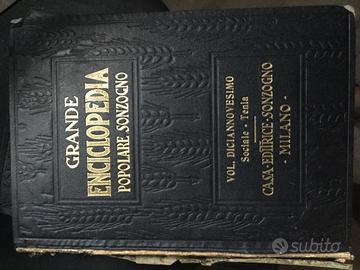 GRANDE
ENCICLOPEDIA
POPOLARE SONZOGNO
VOL. DICIANNOVESIMO
Sociale - Tenia
CASA-EDITRICE-SONZOGNO
· MILANO ·
subito